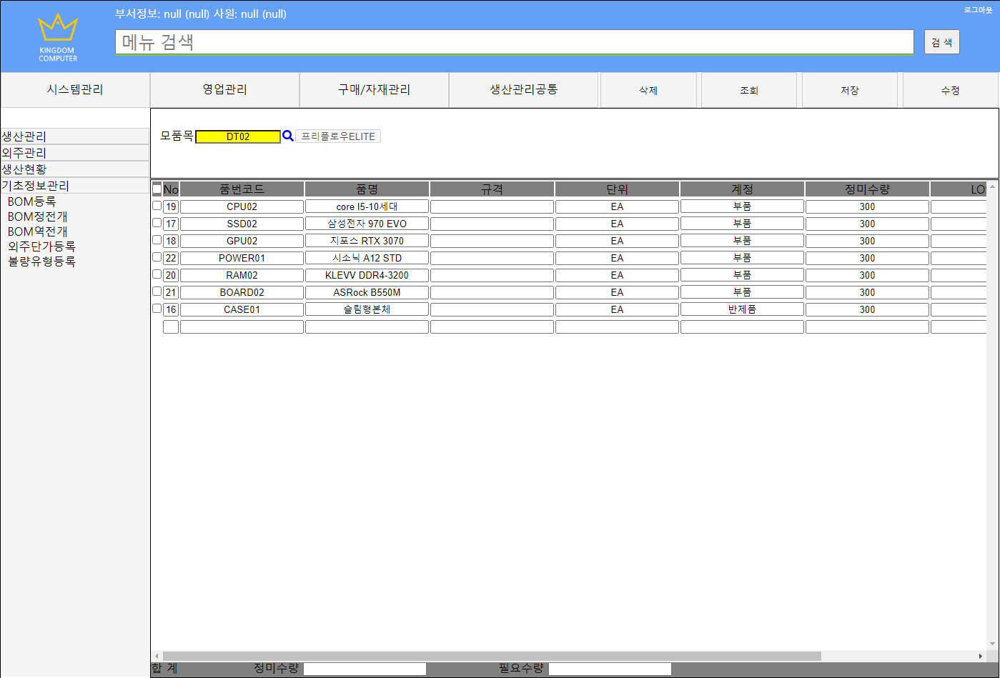 부서정보: null (null) 사원: null (null)
로그아웃
KINGDOM
COMPUTER
메뉴 검색
검 색
시스템관리 영업관리 구매/자재관리 생산관리공통 삭제 조회 저장 수정
생산관리
외주관리
생산현황
기초정보관리
BOM등록
BOM정전개
BOM역전개
외주단가등록
불량유형등록
모품목 DT02 프리플로우ELITE
No 품번코드 품명 규격 단위 계정 정미수량 LO
19 CPU02 core I5-10세대 EA 부품 300
17 SSD02 삼성전자 970 EVO EA 부품 300
18 GPU02 지포스 RTX 3070 EA 부품 300
22 POWER01 시소닉 A12 STD EA 부품 300
20 RAM02 KLEVV DDR4-3200 EA 부품 300
21 BOARD02 ASRock B550M EA 부품 300
16 CASE01 슬림형본체 EA 반제품 300
합 계 정미수량 필요수량